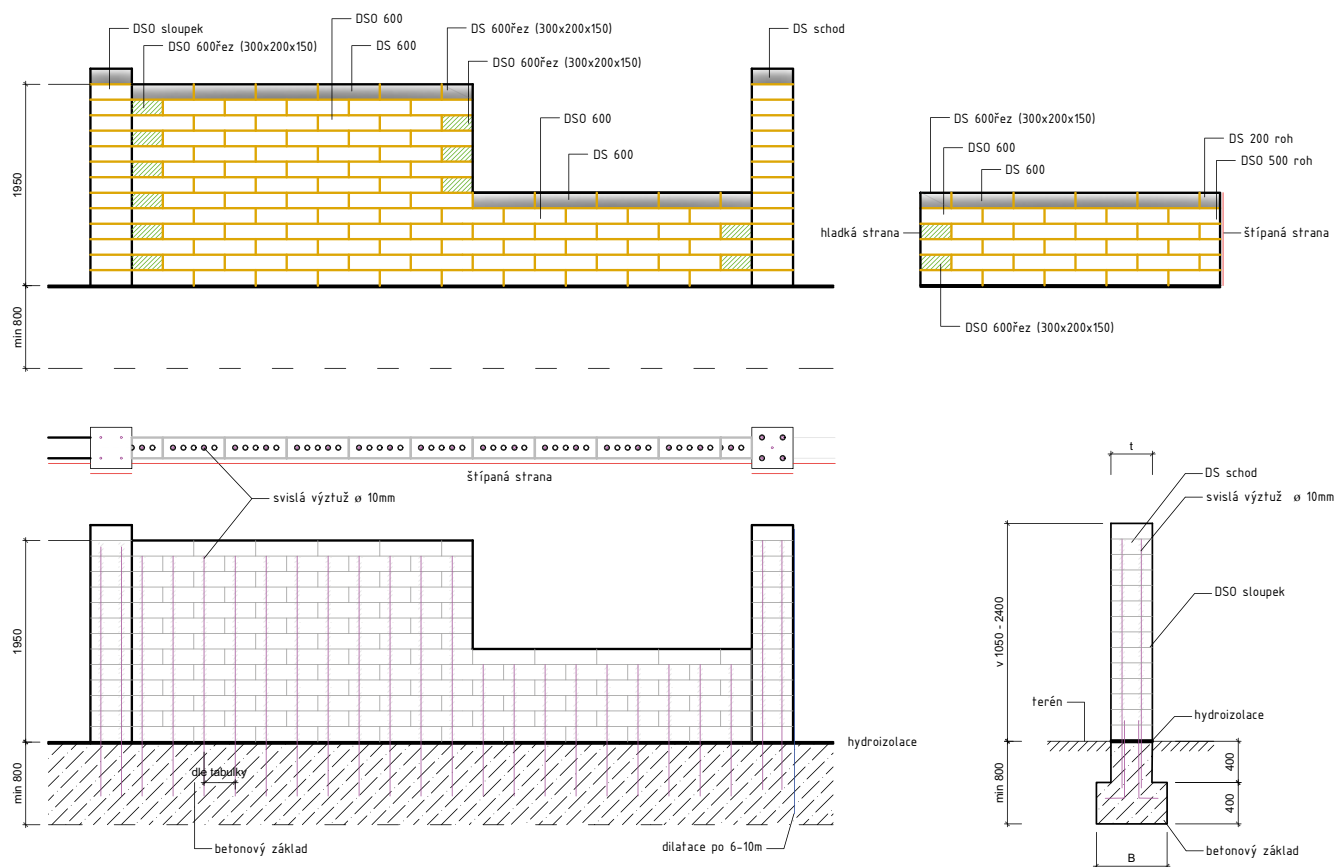 DSO sloupek
DSO 600řez (300x200x150)
DSO 600
DS 600
DS 600řez (300x200x150)
DSO 600řez (300x200x150)
DSO 600
DS 600
DS schod
1950
min 800
DS 600řez (300x200x150)
DSO 600
DS 600
DS 200 roh
DSO 500 roh
hladká strana
štípaná strana
DSO 600řez (300x200x150)
štípaná strana
svislá výztuž ø 10mm
1950
min 800
dle tabulky
hydroizolace
betonový základ
dilatace po 6-10m
t
DS schod
svislá výztuž ø 10mm
DSO sloupek
v 1050 - 2400
terén
hydroizolace
min 800
400
400
betonový základ
B